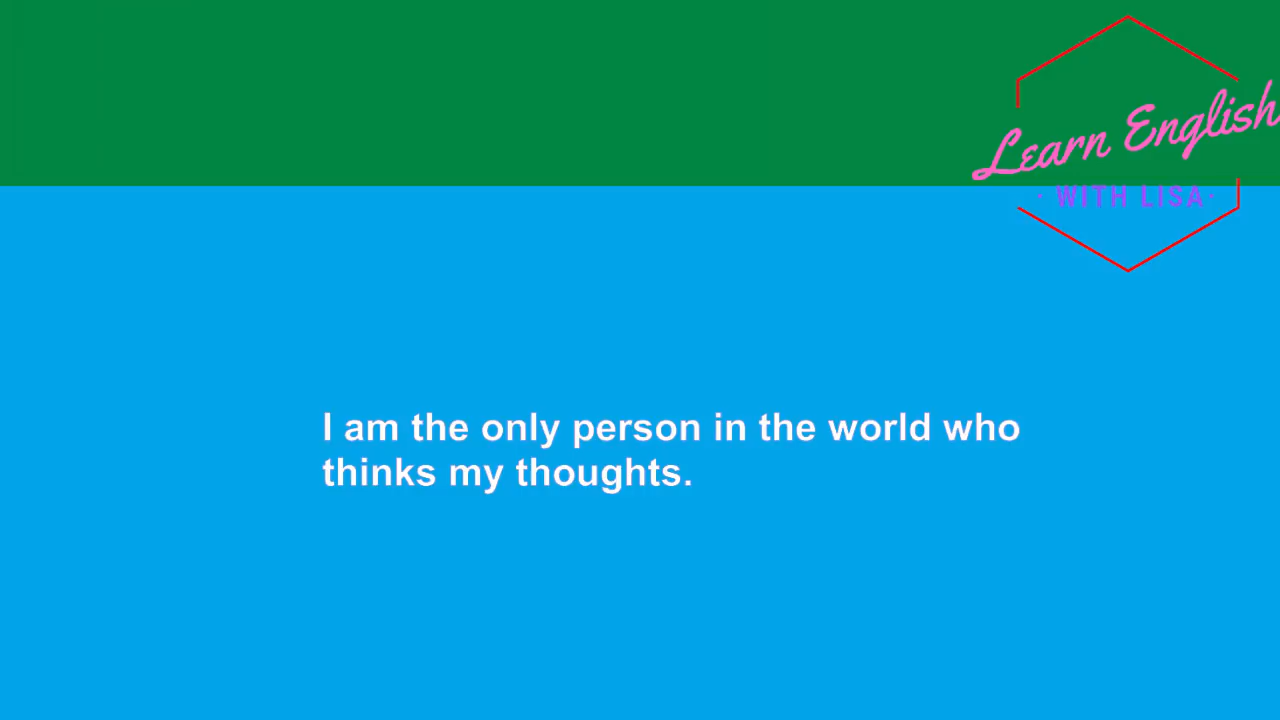 Learn English
· WITH LISA ·
I am the only person in the world who
thinks my thoughts.